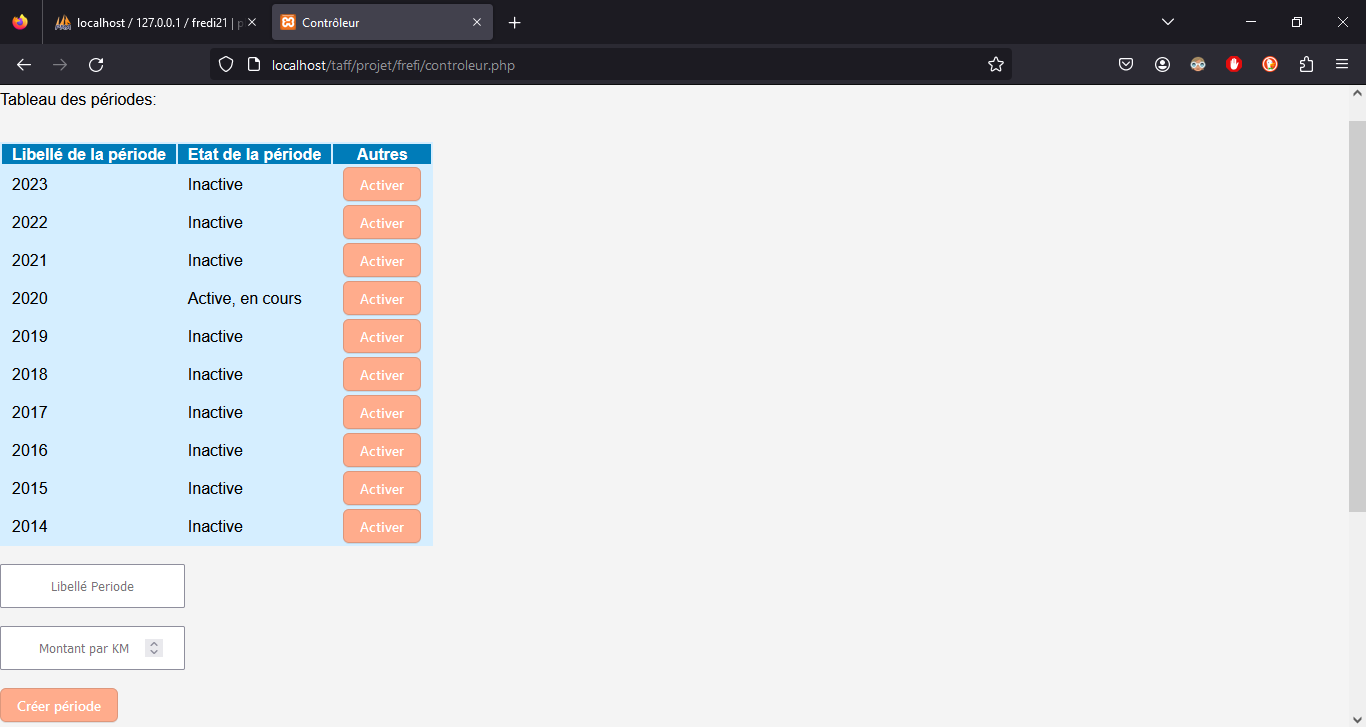 localhost / 127.0.0.1 / fredi21 | p
Contrôleur
localhost/taff/projet/frefi/controleur.php
Tableau des périodes:
Libellé de la période Etat de la période Autres
2023 Inactive Activer
2022 Inactive Activer
2021 Inactive Activer
2020 Active, en cours Activer
2019 Inactive Activer
2018 Inactive Activer
2017 Inactive Activer
2016 Inactive Activer
2015 Inactive Activer
2014 Inactive Activer
Libellé Periode
Montant par KM
Créer période